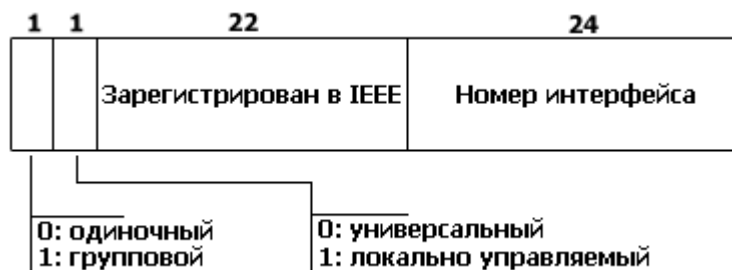 1 1 22 24
Зарегистрирован в IEEE Номер интерфейса
0: одиночный 0: универсальный
1: групповой 1: локально управляемый